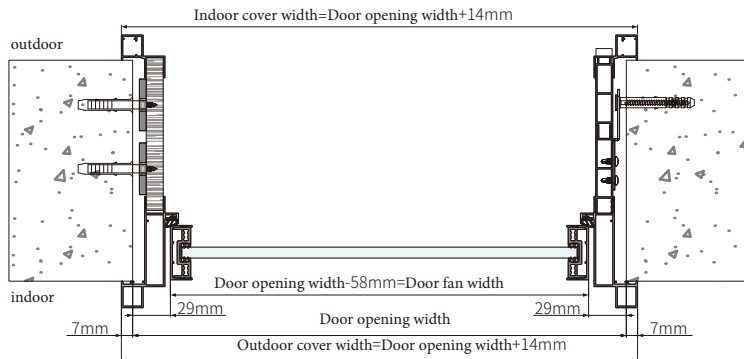 Indoor cover width=Door opening width+14mm
outdoor
Door opening width-58mm=Door fan width
indoor
29mm
29mm
Door opening width
7mm
7mm
Outdoor cover width=Door opening width+14mm